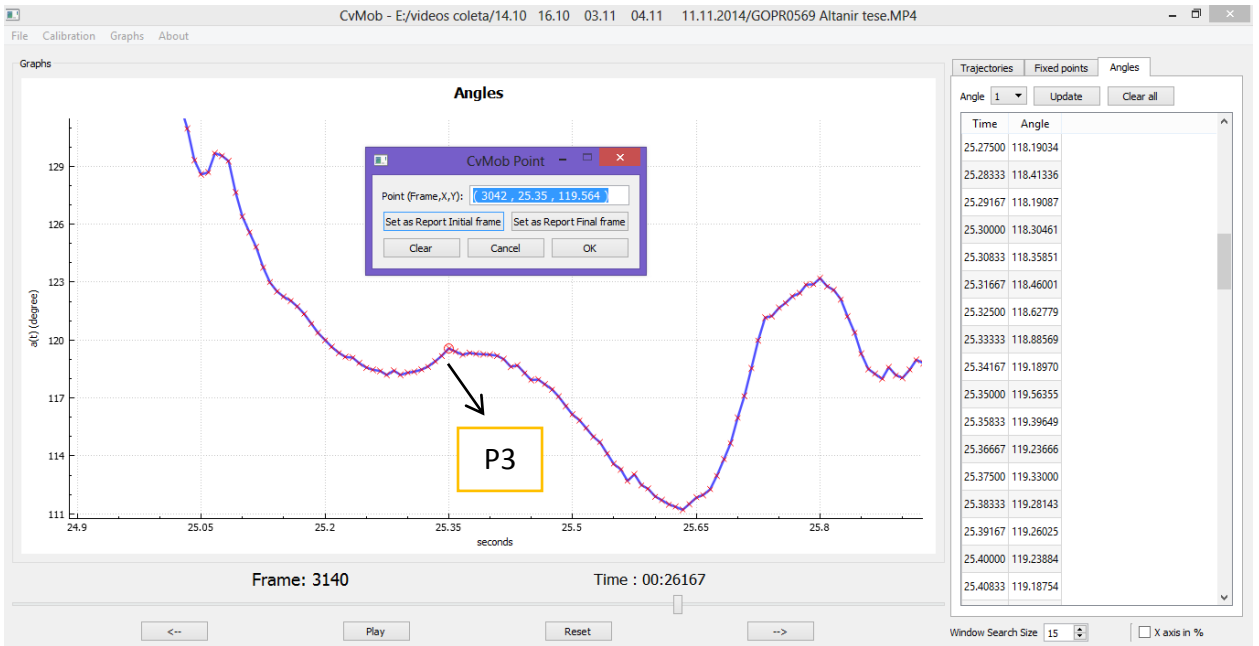 CvMob - E:/videos coleta/14.10 16.10 03.11 04.11 11.11.2014/GOPR0569 Altanir tese.MP4
File Calibration Graphs About
Graphs
Angles
129
126
123
120
117
114
111
a(t) (degree)
24.9 25.05 25.2 25.35 25.5 25.65 25.8
seconds
CvMob Point
Point (Frame,X,Y): ( 3042 , 25.35 , 119.564 )
Set as Report Initial frame Set as Report Final frame
Clear Cancel OK
P3
Frame: 3140 Time : 00:26167
<-- Play Reset -->
Trajectories Fixed points Angles
Angle 1 Update Clear all
Time Angle
25.27500 118.19034
25.28333 118.41336
25.29167 118.19087
25.30000 118.30461
25.30833 118.35851
25.31667 118.46001
25.32500 118.62779
25.33333 118.88569
25.34167 119.18970
25.35000 119.56355
25.35833 119.39649
25.36667 119.23666
25.37500 119.33000
25.38333 119.28143
25.39167 119.26025
25.40000 119.23884
25.40833 119.18754
Window Search Size 15 X axis in %